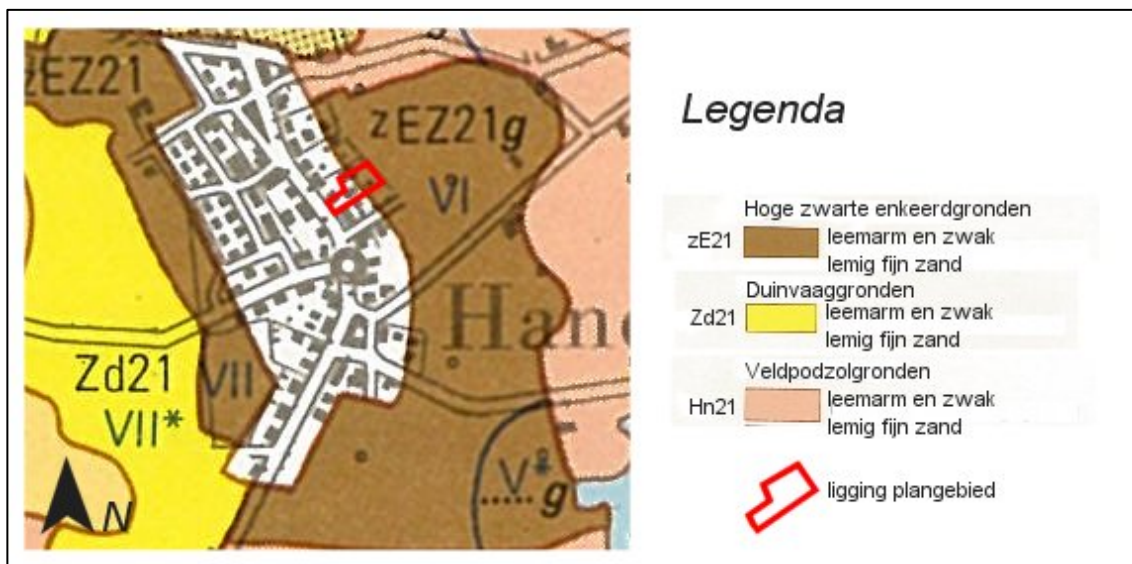 zEZ21
zEZ21g
VI
Hand
Zd21
VII
VII*
V*
g
N
Legenda
Hoge zwarte enkeerdgronden
zE21
leemarm en zwak
lemig fijn zand
Duinvaaggronden
Zd21
leemarm en zwak
lemig fijn zand
Veldpodzolgronden
Hn21
leemarm en zwak
lemig fijn zand
ligging plangebied